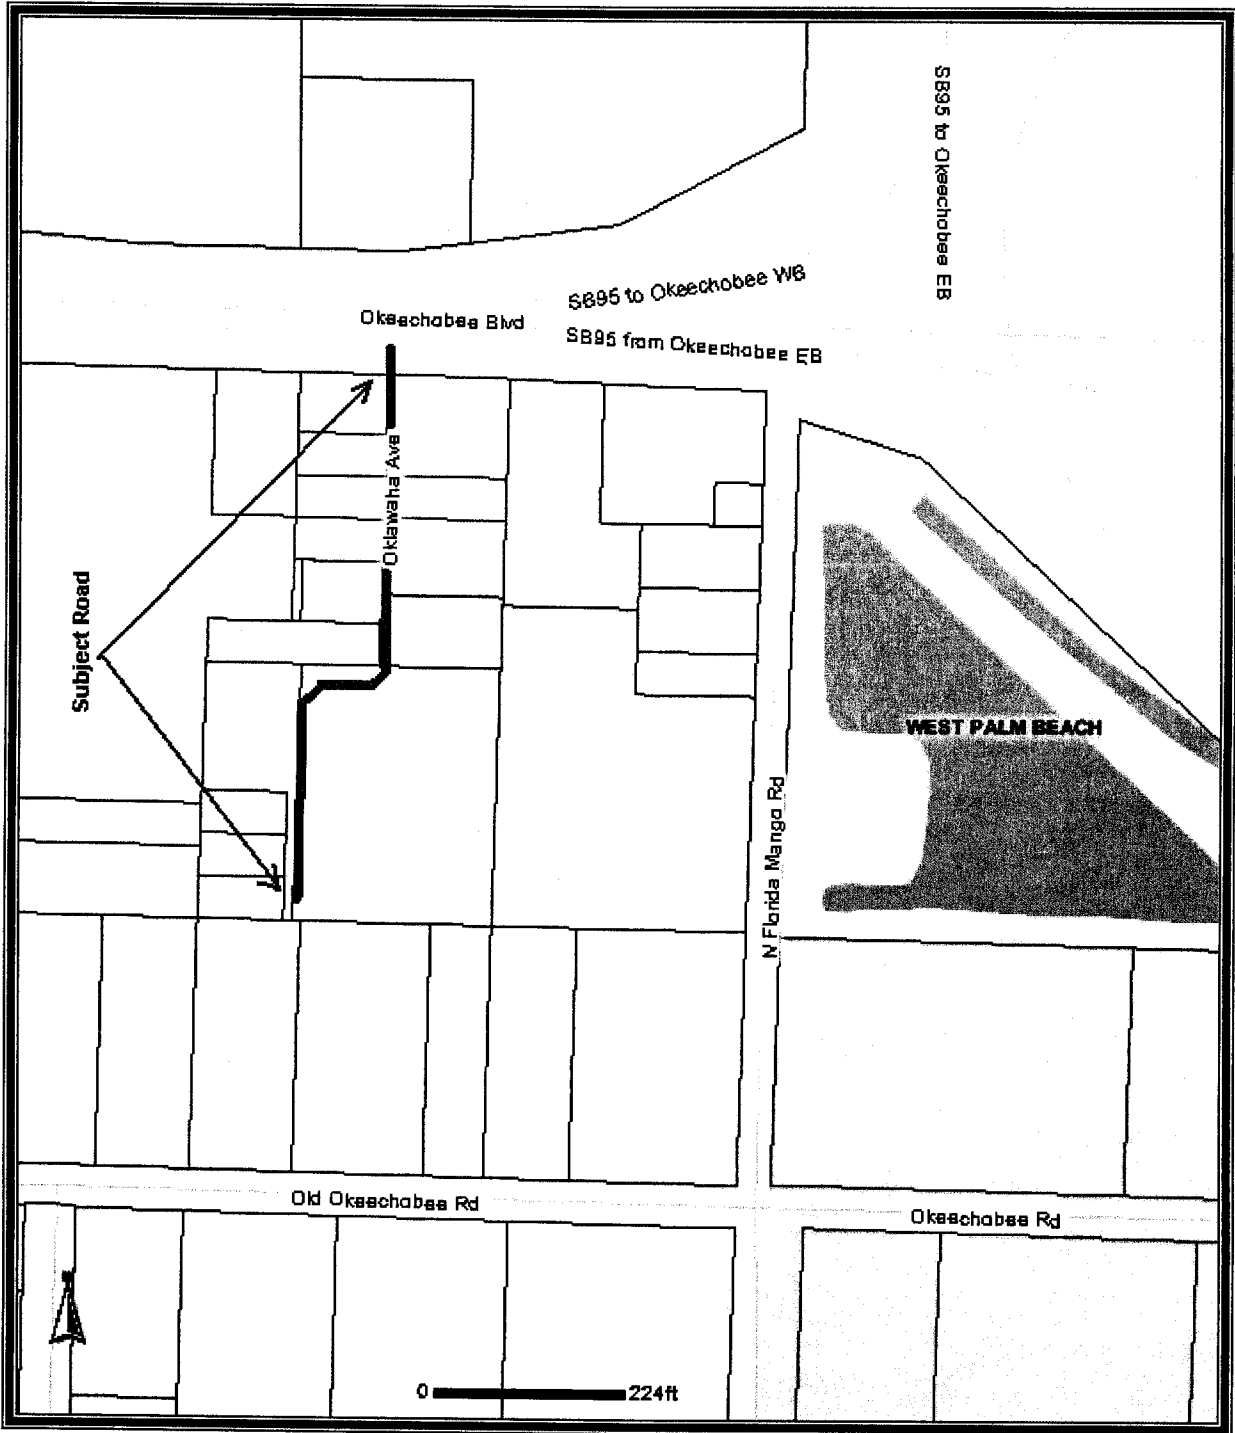 SB95 to Okeechobee EB
SB95 to Okeechobee WB
Okeechobee Blvd
SB95 from Okeechobee EB
Oklawaha Ave
Subject Road
WEST PALM BEACH
N Florida Mango Rd
Old Okeechobee Rd
Okeechobee Rd
0 224ft